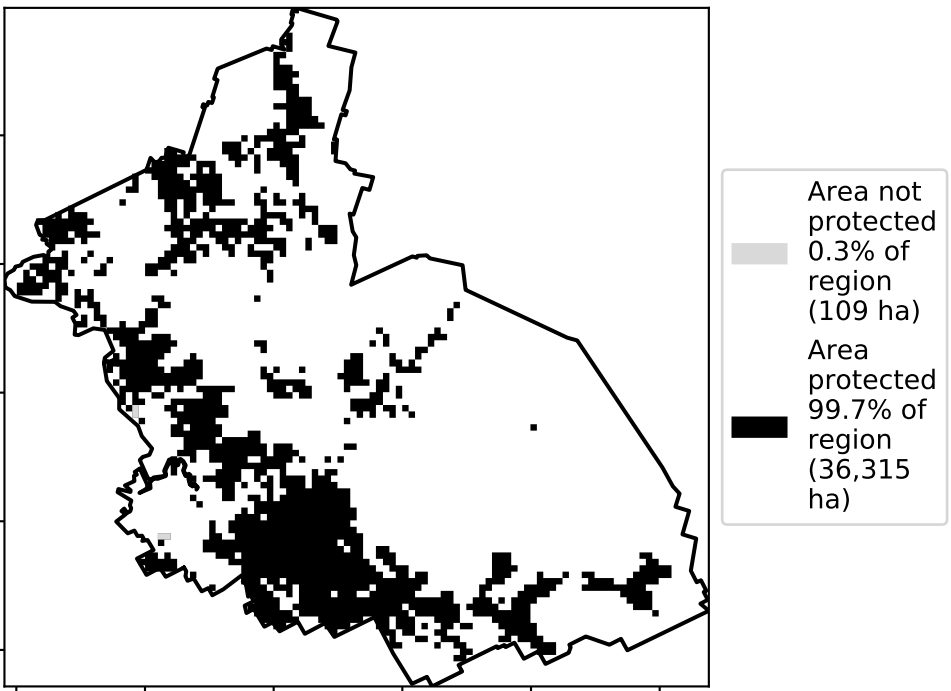 Area not
protected
0.3% of
region
(109 ha)
Area
protected
99.7% of
region
(36,315
ha)